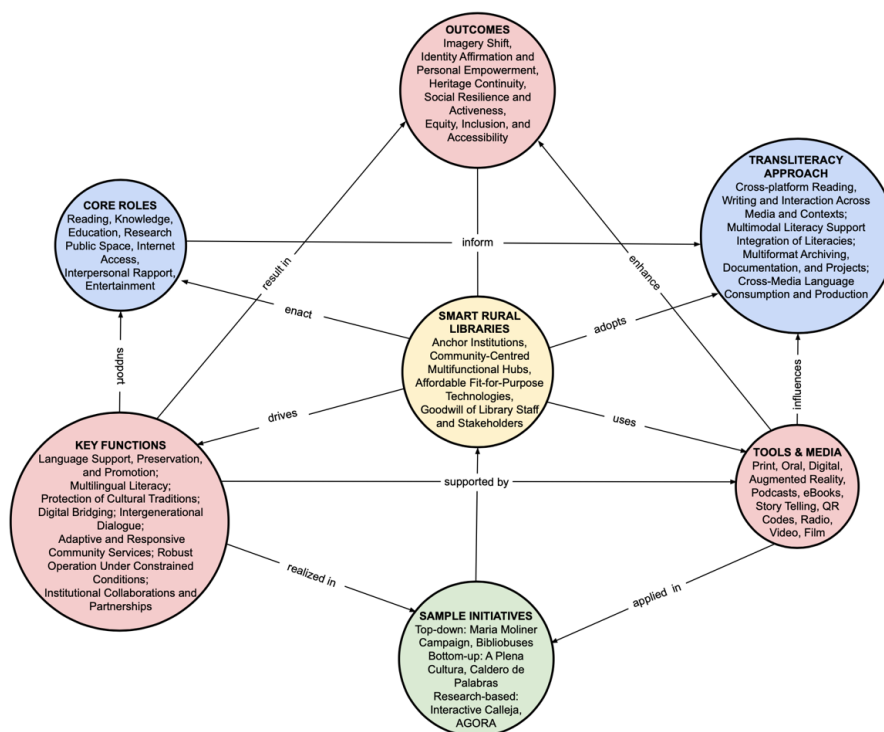 OUTCOMES
Imagery Shift,
Identity Affirmation and
Personal Empowerment,
Heritage Continuity,
Social Resilience and
Activeness,
Equity, Inclusion, and
Accessibility
TRANSLITERACY
APPROACH
Cross-platform Reading,
Writing and Interaction Across
Media and Contexts;
Multimodal Literacy Support
Integration of Literacies;
Multiformat Archiving,
Documentation, and Projects;
Cross-Media Language
Consumption and Production
CORE ROLES
Reading, Knowledge,
Education, Research
Public Space, Internet
Access,
Interpersonal Rapport,
Entertainment
inform
result in
enhance
enact
adopts
SMART RURAL
LIBRARIES
Anchor Institutions,
Community-Centred
Multifunctional Hubs,
Affordable Fit-for-Purpose
Technologies,
Goodwill of Library Staff
and Stakeholders
support
influences
drives
uses
KEY FUNCTIONS
Language Support, Preservation,
and Promotion;
Multilingual Literacy;
Protection of Cultural Traditions;
Digital Bridging; Intergenerational
Dialogue;
Adaptive and Responsive
Community Services; Robust
Operation Under Constrained
Conditions;
Institutional Collaborations and
Partnerships
supported by
TOOLS & MEDIA
Print, Oral, Digital,
Augmented Reality,
Podcasts, eBooks,
Story Telling, QR
Codes, Radio,
Video, Film
realized in
applied in
SAMPLE INITIATIVES
Top-down: Maria Moliner
Campaign, Bibliobuses
Bottom-up: A Plena
Cultura, Caldero de
Palabras
Research-based:
Interactive Calleja,
AGORA